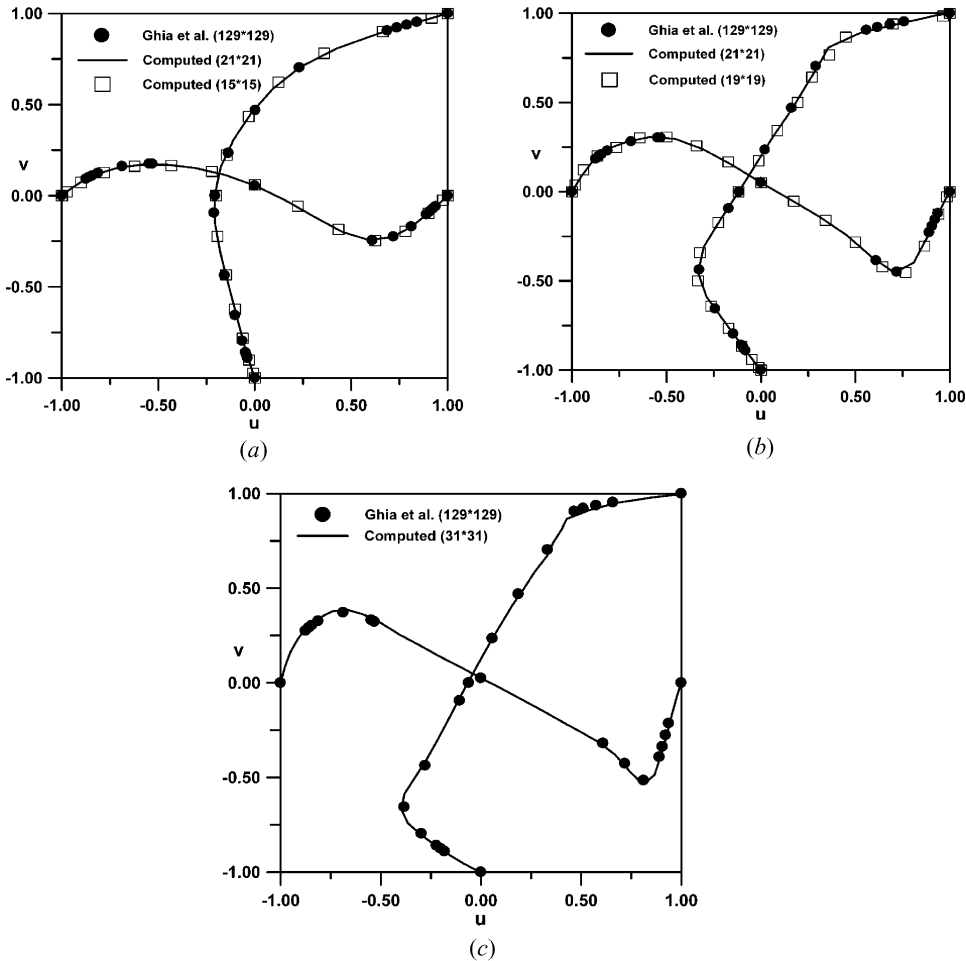 1.00
Ghia et al. (129*129)
Computed (21*21)
Computed (15*15)
0.50
v
0.00
-0.50
-1.00
-1.00 -0.50 0.00 0.50 1.00
u
(a)
1.00
Ghia et al. (129*129)
Computed (21*21)
Computed (19*19)
0.50
v
0.00
-0.50
-1.00
-1.00 -0.50 0.00 0.50 1.00
u
(b)
1.00
Ghia et al. (129*129)
Computed (31*31)
0.50
v
0.00
-0.50
-1.00
-1.00 -0.50 0.00 0.50 1.00
u
(c)